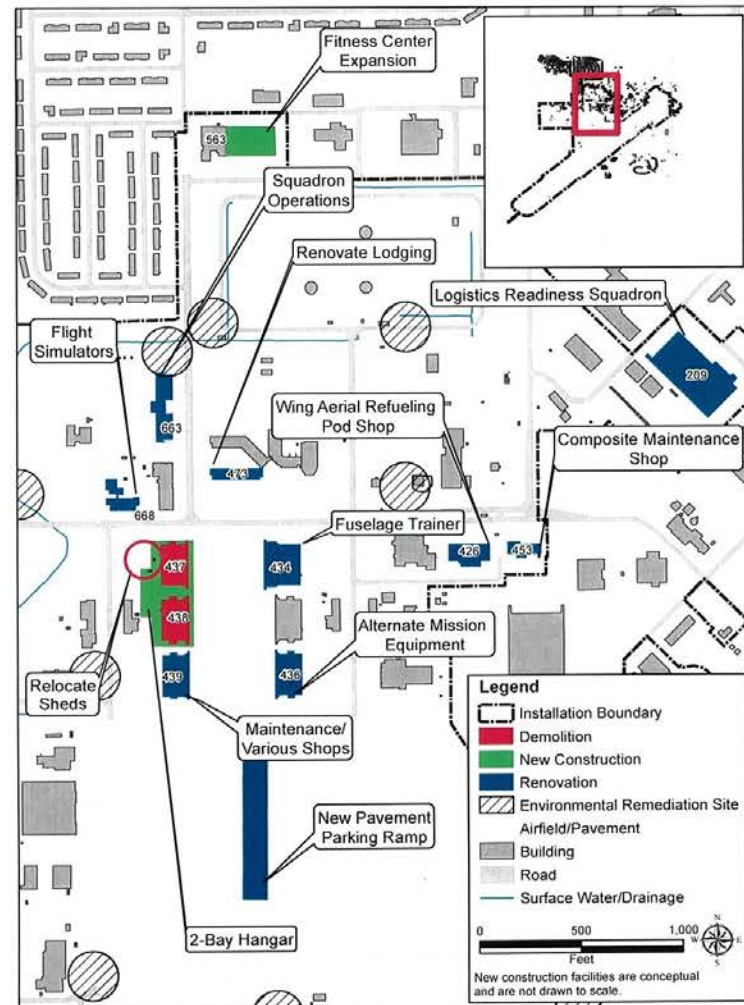 Fitness Center
Expansion
563
Squadron
Operations
Renovate Lodging
Logistics Readiness Squadron
Flight
Simulators
209
663
Wing Aerial Refueling
Pod Shop
Composite Maintenance
Shop
473
668
Fuselage Trainer
426
453
437
434
438
Alternate Mission
Equipment
439
436
Relocate
Sheds
Maintenance/
Various Shops
New Pavement
Parking Ramp
2-Bay Hangar
Legend
Installation Boundary
Demolition
New Construction
Renovation
Environmental Remediation Site
Airfield/Pavement
Building
Road
Surface Water/Drainage
0 500 1,000
Feet
N
W E
S
New construction facilities are conceptual
and are not drawn to scale.